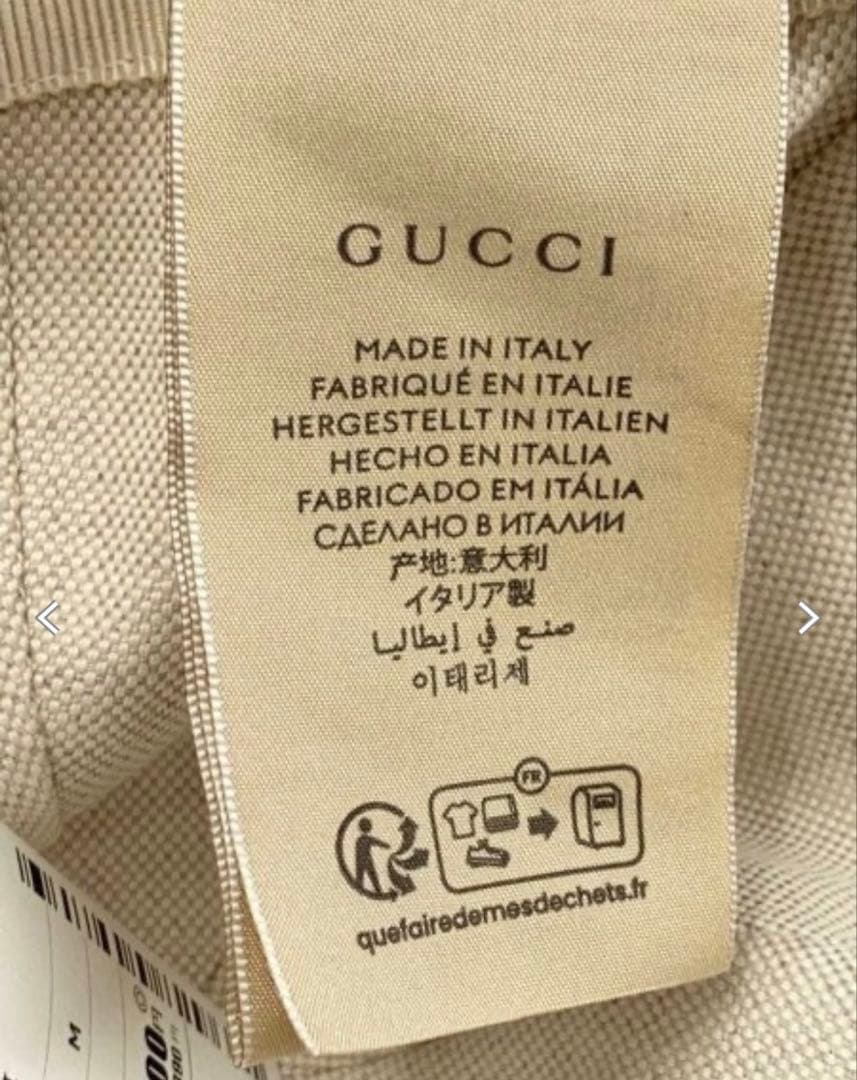 GUCCI
MADE IN ITALY
FABRIQUÉ EN ITALIE
HERGESTELLT IN ITALIEN
HECHO EN ITALIA
FABRICADO EM ITÁLIA
СДЕЛАНО В ИТАЛИИ
产地:意大利
イタリア製
صنع في إيطاليا
이태리제
FR
quefairedemesdechets.fr
M